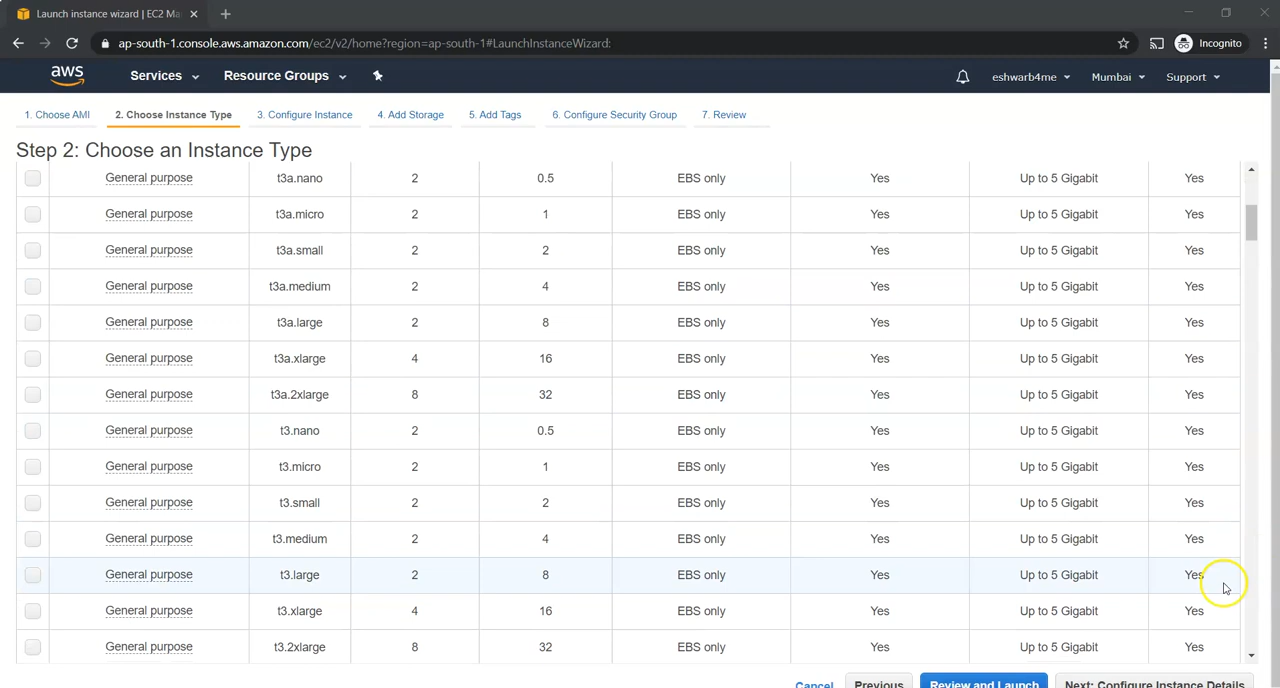 Launch instance wizard | EC2 Ma
ap-south-1.console.aws.amazon.com/ec2/v2/home?region=ap-south-1#LaunchInstanceWizard:
Incognito
aws Services Resource Groups eshwarb4me Mumbai Support
1. Choose AMI 2. Choose Instance Type 3. Configure Instance 4. Add Storage 5. Add Tags 6. Configure Security Group 7. Review
Step 2: Choose an Instance Type
General purpose t3a.nano 2 0.5 EBS only Yes Up to 5 Gigabit Yes
General purpose t3a.micro 2 1 EBS only Yes Up to 5 Gigabit Yes
General purpose t3a.small 2 2 EBS only Yes Up to 5 Gigabit Yes
General purpose t3a.medium 2 4 EBS only Yes Up to 5 Gigabit Yes
General purpose t3a.large 2 8 EBS only Yes Up to 5 Gigabit Yes
General purpose t3a.xlarge 4 16 EBS only Yes Up to 5 Gigabit Yes
General purpose t3a.2xlarge 8 32 EBS only Yes Up to 5 Gigabit Yes
General purpose t3.nano 2 0.5 EBS only Yes Up to 5 Gigabit Yes
General purpose t3.micro 2 1 EBS only Yes Up to 5 Gigabit Yes
General purpose t3.small 2 2 EBS only Yes Up to 5 Gigabit Yes
General purpose t3.medium 2 4 EBS only Yes Up to 5 Gigabit Yes
General purpose t3.large 2 8 EBS only Yes Up to 5 Gigabit Yes
General purpose t3.xlarge 4 16 EBS only Yes Up to 5 Gigabit Yes
General purpose t3.2xlarge 8 32 EBS only Yes Up to 5 Gigabit Yes
Cancel Previous Review and Launch Next: Configure Instance Details